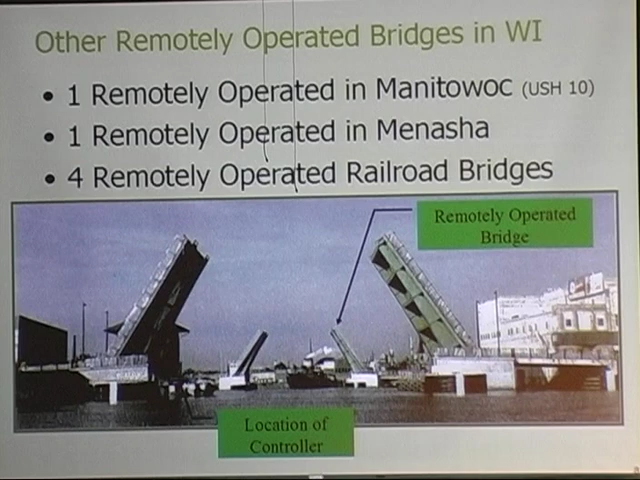 Other Remotely Operated Bridges in WI
• 1 Remotely Operated in Manitowoc (USH 10)
• 1 Remotely Operated in Menasha
• 4 Remotely Operated Railroad Bridges
Remotely Operated
Bridge
Location of
Controller